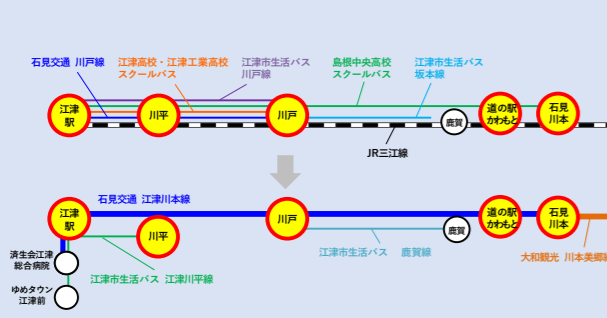 石見交通 川戸線
江津高校・江津工業高校
スクールバス
江津市生活バス
川戸線
島根中央高校
スクールバス
江津市生活バス
坂本線
江津
駅
川平
川戸
鹿賀
道の駅
かわもと
石見
川本
JR三江線
石見交通 江津川本線
江津
駅
川平
川戸
鹿賀
道の駅
かわもと
石見
川本
済生会江津
総合病院
ゆめタウン
江津前
江津市生活バス 江津川平線
江津市生活バス 鹿賀線
大和観光 川本美郷線